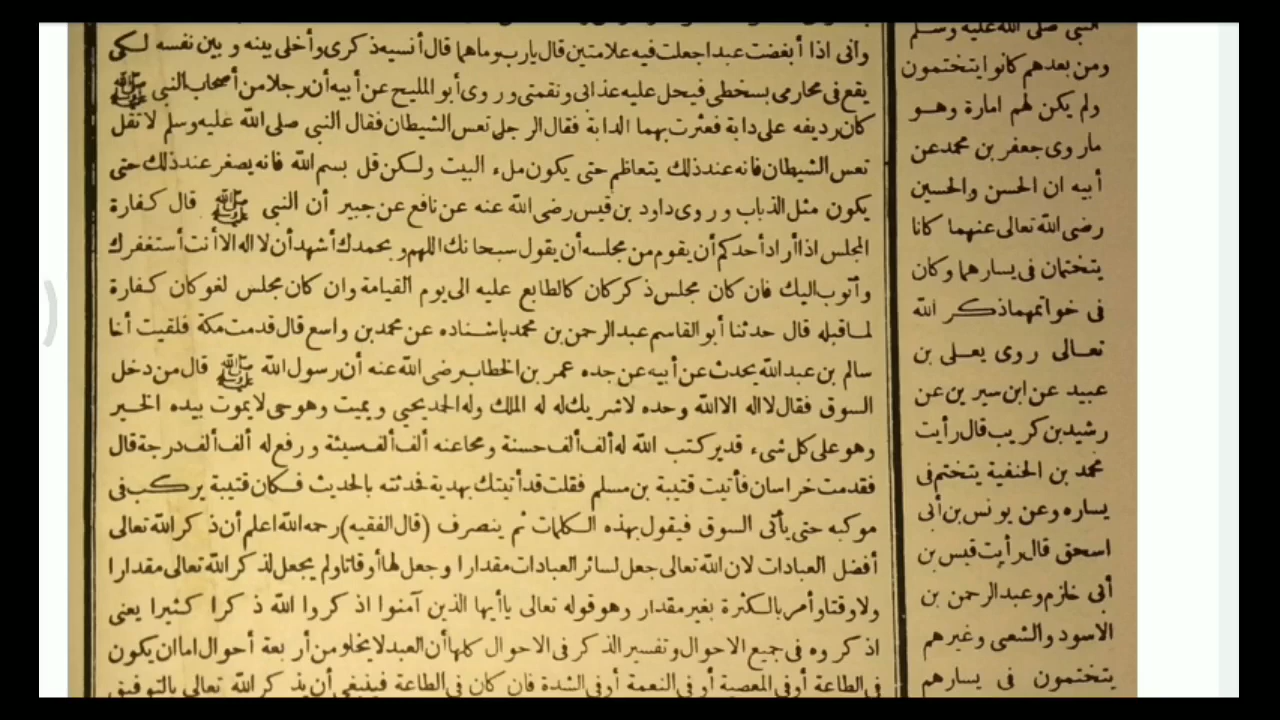 وأنى اذا أبغضت عبدا جعلت فيه علامتين قال يارب وماهما قال أنسيه ذكرى وأخلى بينه وبين نفسه لكى
يقع فى محارمى بسخطى فيحل عليه عذابى ونقمتى وروى أبو المليح عن أبيه أن رجلا من أصحاب النبى ﷺ
كان رديفه على دابة فعثرت بهما الدابة فقال الرجل تعس الشيطان فقال النبى صلى الله عليه وسلم لا تقل
تعس الشيطان فانه عند ذلك يتعاظم حتى يكون ملء البيت ولكن قل بسم الله فانه يصغر عند ذلك حتى
يكون مثل الذباب وروى داود بن قيس رضى الله عنه عن نافع عن جبير أن النبى ﷺ قال كفارة
المجلس اذا أراد أحدكم أن يقوم من مجلسه أن يقول سبحانك اللهم وبحمدك أشهد أن لا اله الا أنت أستغفرك
وأتوب اليك فان كان مجلس ذكر كان كالطابع عليه الى يوم القيامة وان كان مجلس لغو كان كفارة
لما قبله قال حدثنا أبو القاسم عبد الرحمن بن محمد باسناده عن محمد بن واسع قال قدمت مكة فلقيت أخا
سالم بن عبد الله يحدث عن أبيه عن جده عمر بن الخطاب رضى الله عنه أن رسول الله ﷺ قال من دخل
السوق فقال لا اله الا الله وحده لا شريك له له الملك وله الحمد يحيى ويميت وهو حى لا يموت بيده الخير
وهو على كل شىء قدير كتب الله له ألف ألف حسنة ومحا عنه ألف ألف سيئة ورفع له ألف ألف درجة قال
فقدمت خراسان فأتيت قتيبة بن مسلم فقلت قد أتيتك بهدية فحدثته بالحديث فكان قتيبة يركب فى
موكبه حتى يأتى السوق فيقول بهذه الكلمات ثم ينصرف (قال الفقيه) رحمه الله اعلم أن ذكر الله تعالى
أفضل العبادات لان الله تعالى جعل لسائر العبادات مقدارا وجعل لها أوقاتا ولم يجعل لذكر الله تعالى مقدارا
ولا وقتا وأمر بالكثرة بغير مقدار وهو قوله تعالى يا أيها الذين آمنوا اذكروا الله ذكرا كثيرا يعنى
اذكروه فى جميع الاحوال وتفسير الذكر فى الاحوال كلها أن العبد لا يخلو من أربعة أحوال اما ان يكون
فى الطاعة أو فى المعصية أو فى النعمة أو فى الشدة فان كان فى الطاعة فينبغى أن يذكر الله تعالى بالتوفيق
النبى صلى الله عليه وسلم
ومن بعدهم كانوا يتختمون
ولم يكن لهم امارة وهو
ماروى جعفر بن محمد عن
أبيه ان الحسن والحسين
رضى الله تعالى عنهما كانا
يتختمان فى يسارهما وكان
فى خواتمهما ذكر الله
تعالى روى يعلى بن
عبيد عن ابن سيرين عن
رشيد بن كريب قال رأيت
محمد بن الحنفية يتختم فى
يساره وعن يونس بن أبى
اسحق قال رأيت قيس بن
أبى خازم وعبد الرحمن بن
الاسود والشعبى وغيرهم
يتختمون فى يسارهم